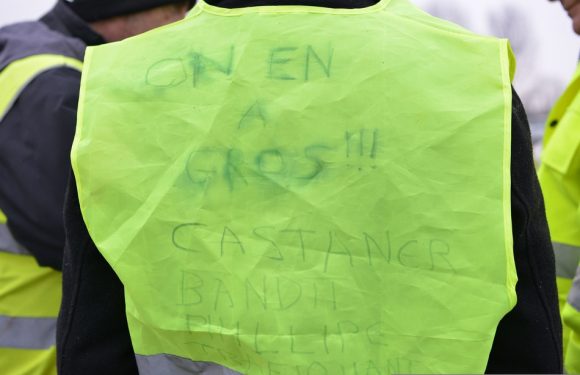 ON EN
A
GROS!!!
CASTANER
BANDIT
PHILLIPE